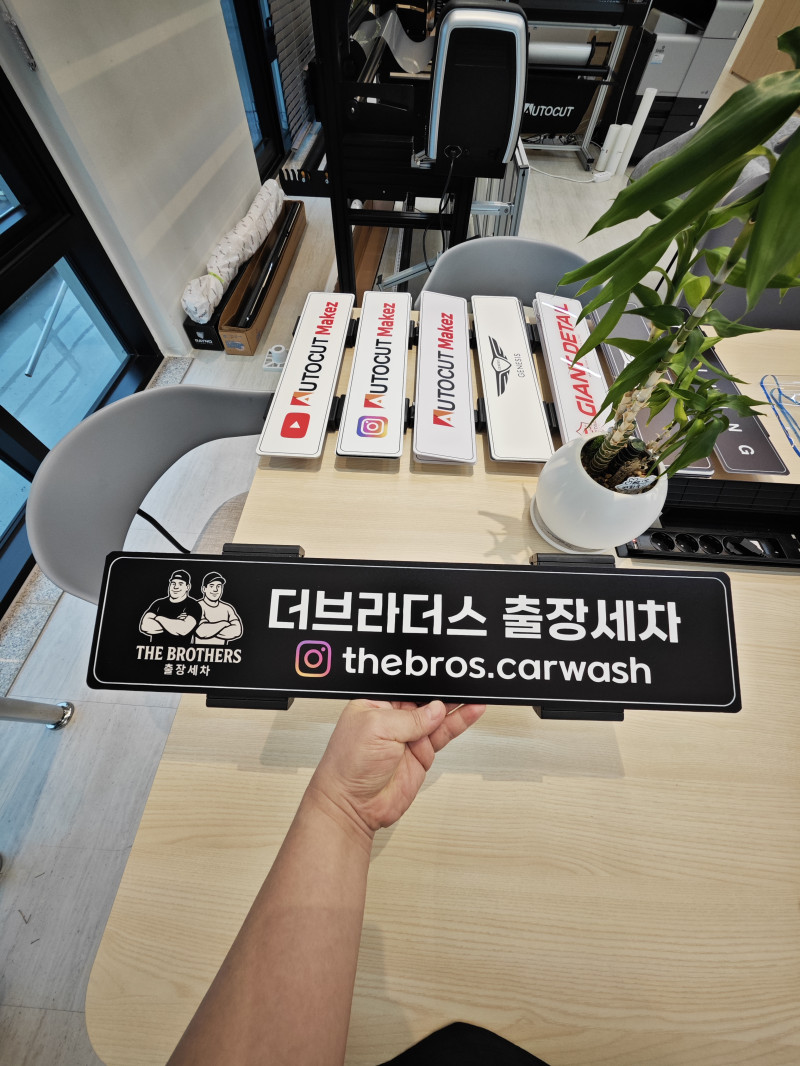 AUTOCUT
RAYNO
AUTOCUT Makez
AUTOCUT Makez
AUTOCUT Makez
GENESIS
GIANT DETAIL
N G
THE BROTHERS
출장세차
더브라더스 출장세차
thebros.carwash